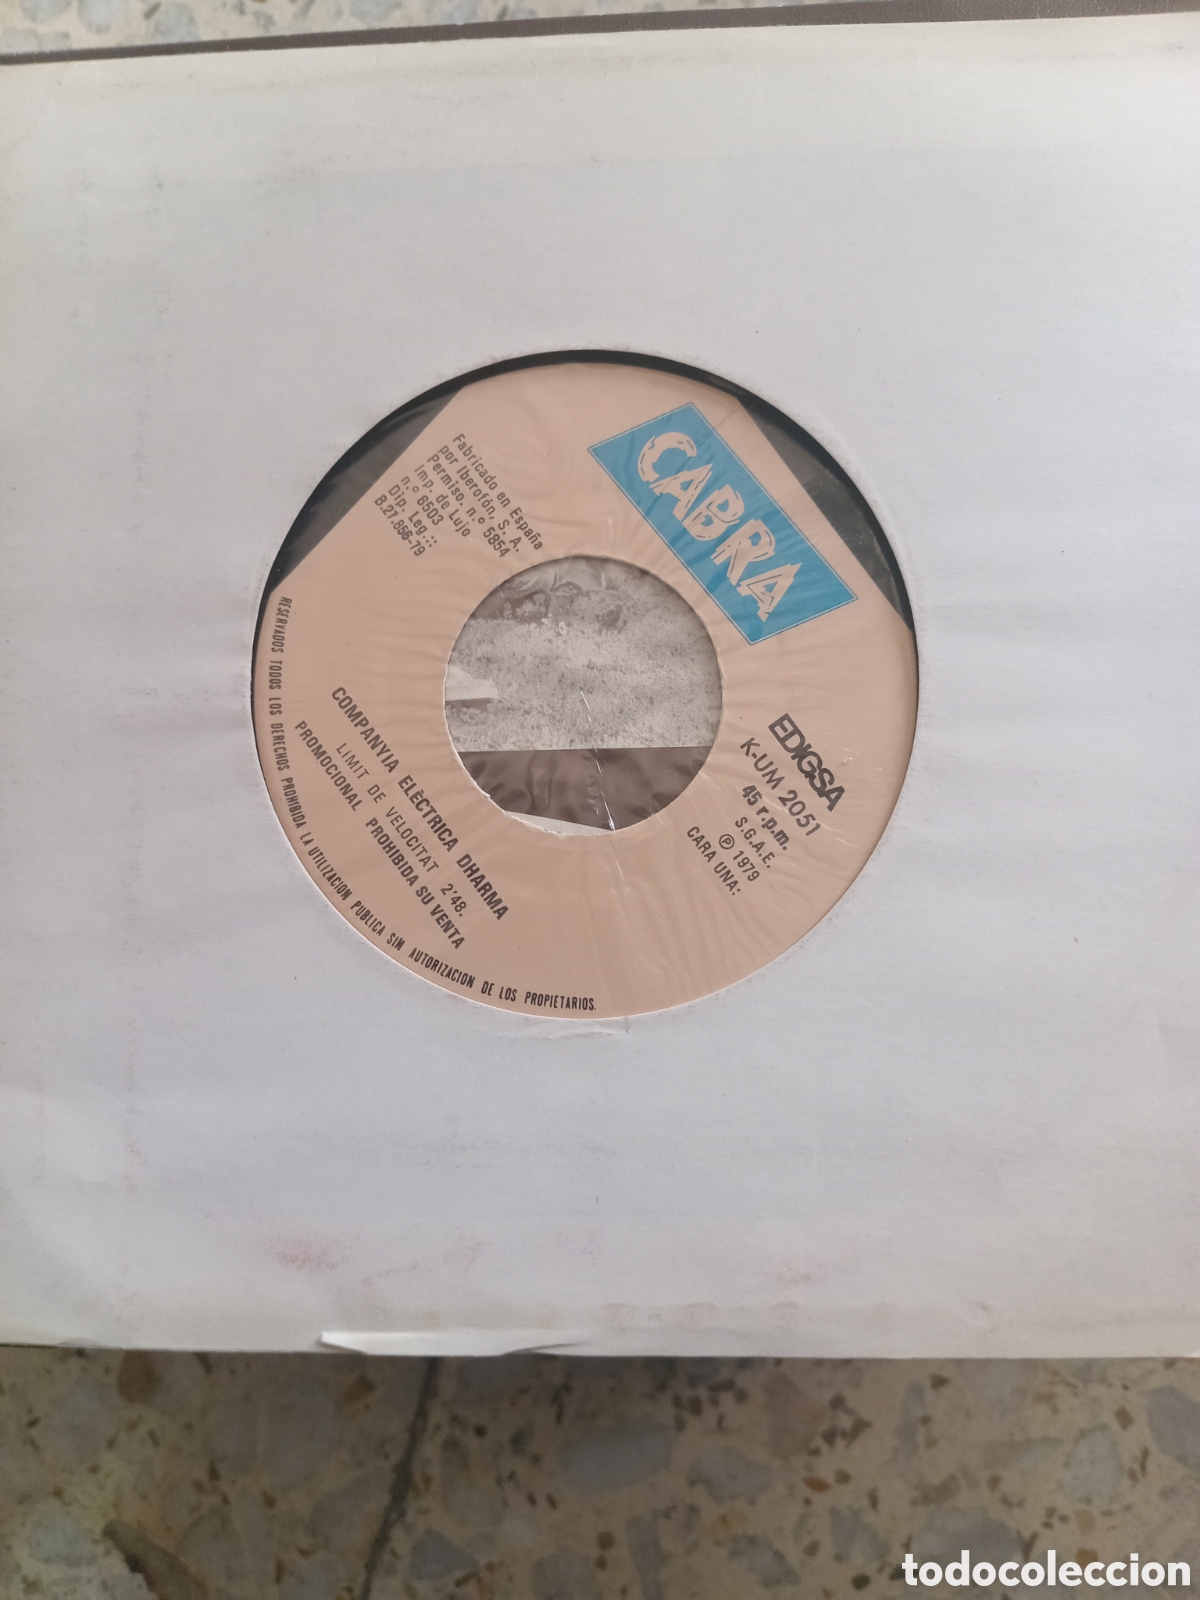 CABRA
Fabricado en España
por Iberofón, S. A.
Permiso. n.º 5854
Imp. de Lujo
n.º 6503
Dip. Leg.:
B.27.856-79
EDIGSA
K-UM 2051
45 r.p.m.
S.G.A.E.
℗ 1979
CARA UNA:
COMPANYIA ELÈCTRICA DHARMA
LIMIT DE VELOCITAT 2'48.
PROMOCIONAL PROHIBIDA SU VENTA
RESERVADOS TODOS LOS DERECHOS. PROHIBIDA LA UTILIZACION PUBLICA SIN AUTORIZACION DE LOS PROPIETARIOS.
todocoleccion